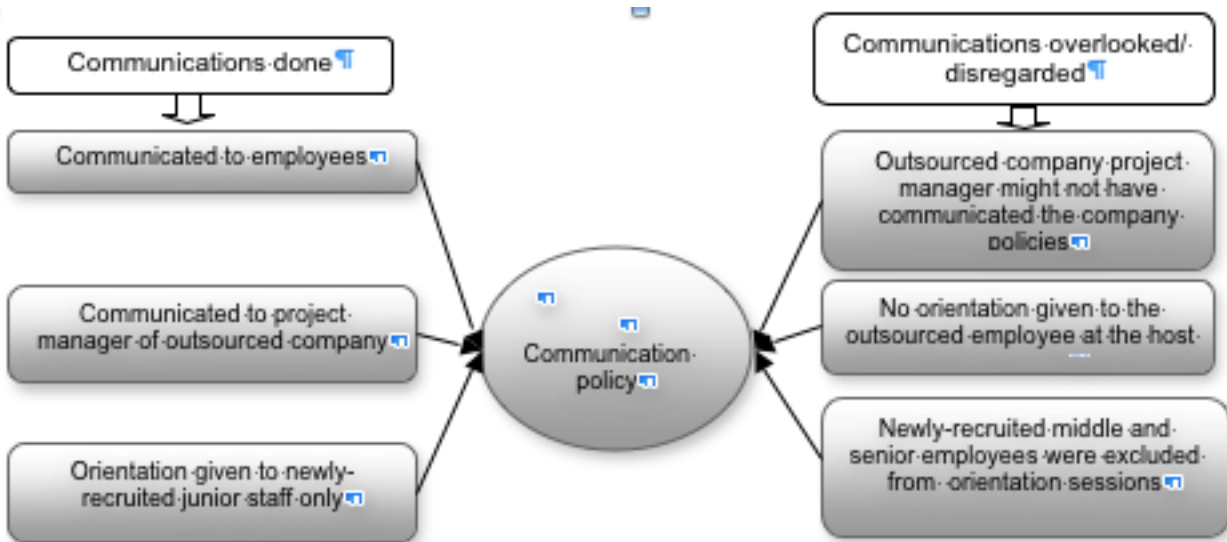 Communications done
Communicated to employees
Communicated to project
manager of outsourced company
Orientation given to newly-
recruited junior staff only
Communication
policy
Communications overlooked/
disregarded
Outsourced company project
manager might not have
communicated the company
policies
No orientation given to the
outsourced employee at the host
Newly-recruited middle and
senior employees were excluded
from orientation sessions